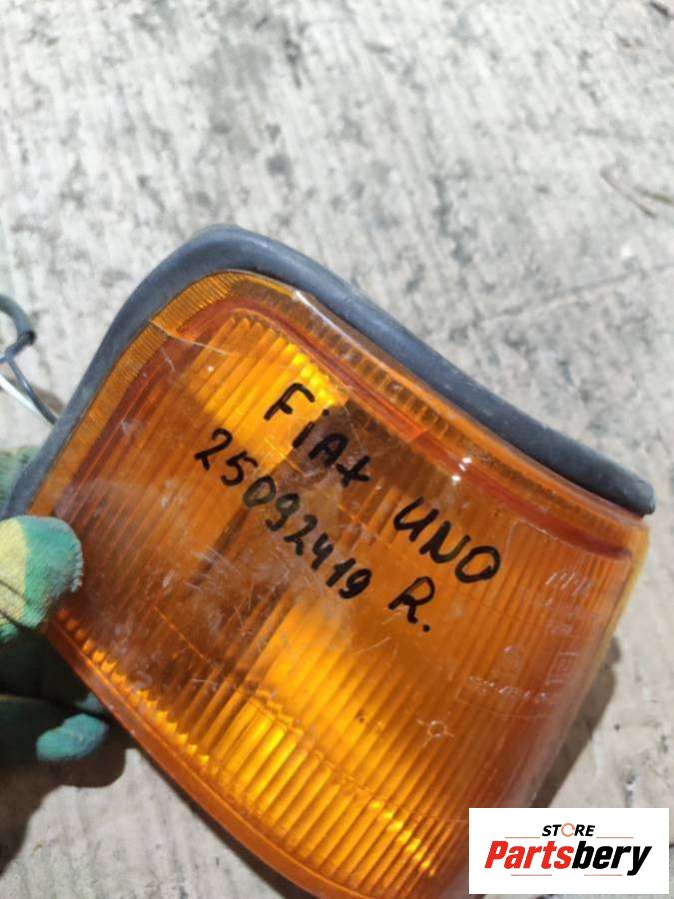 FiAt UNO
25092419 R.
STORE
Partsbery